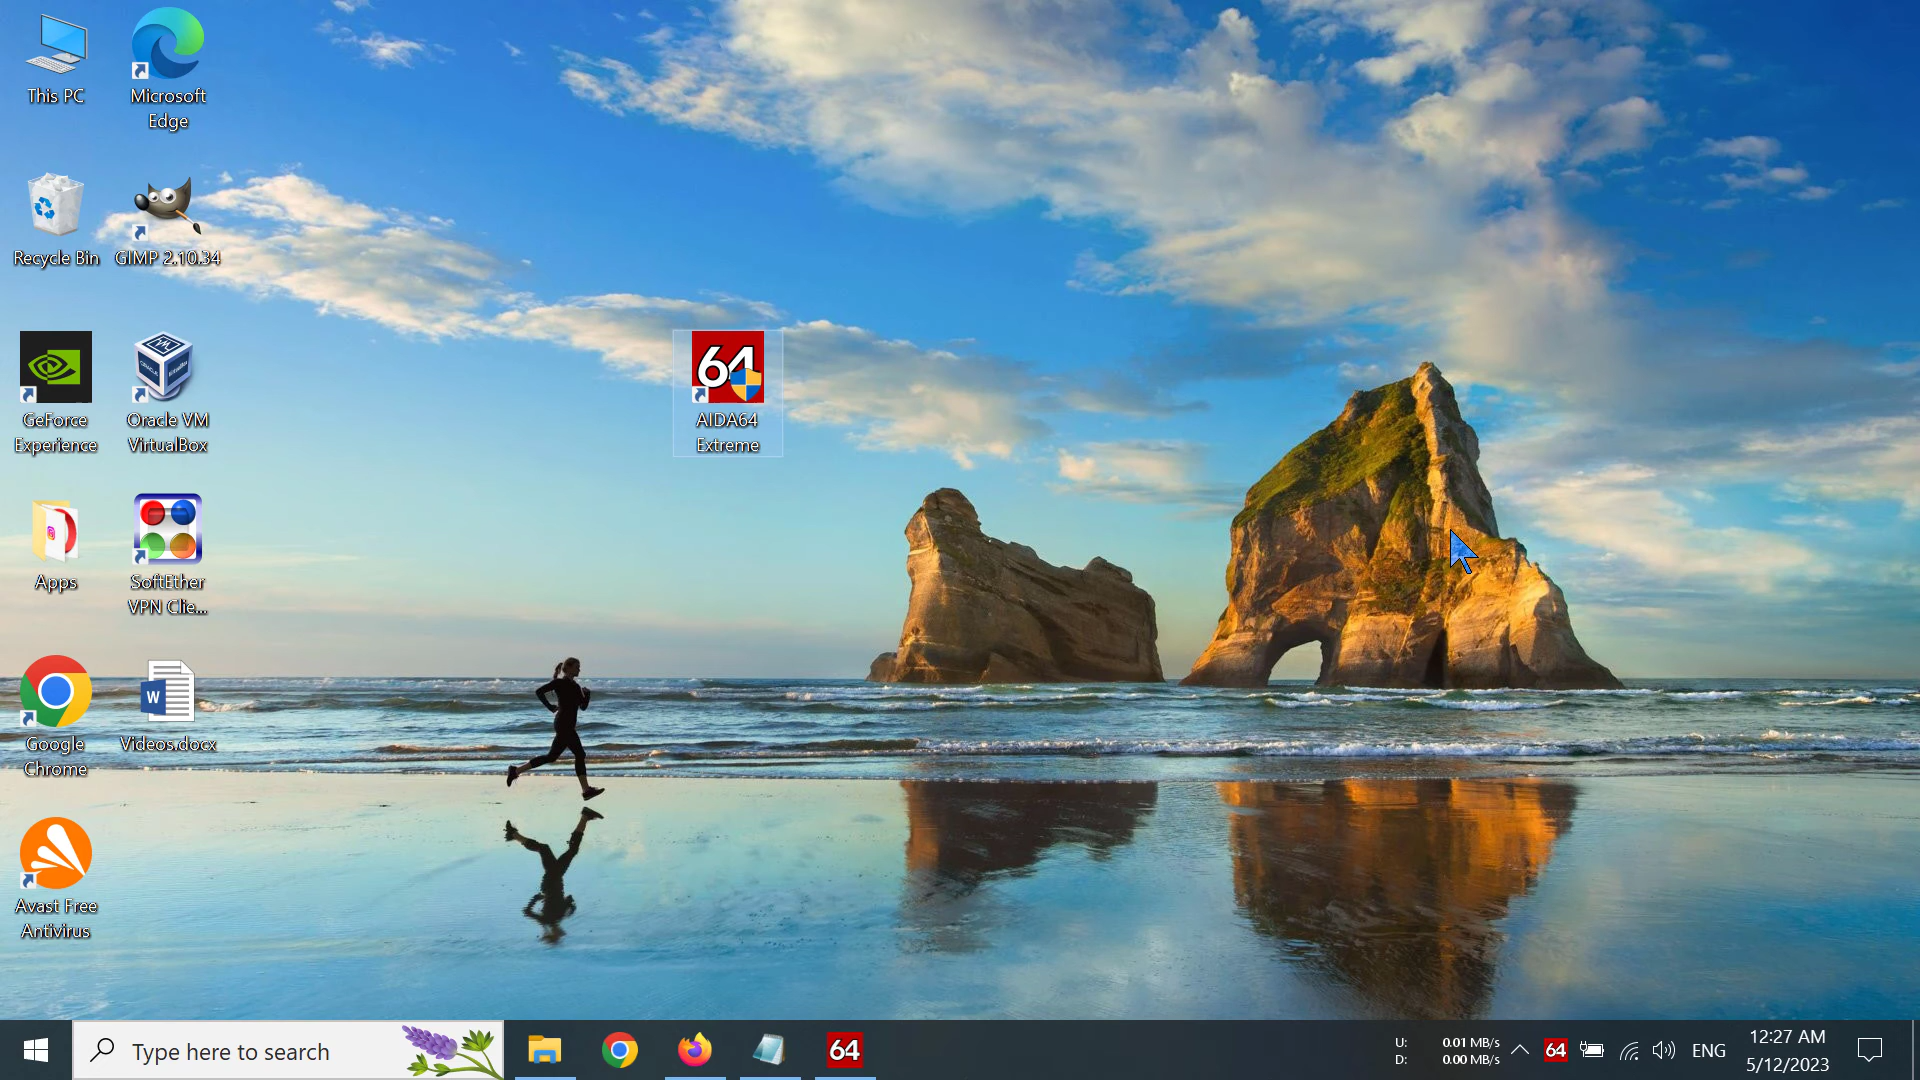 This PC
Microsoft
Edge
Recycle Bin
GIMP 2.10.34
GeForce
Experience
Oracle VM
VirtualBox
64
AIDA64
Extreme
Apps
SoftEther
VPN Clie...
Google
Chrome
W
Videos.docx
Avast Free
Antivirus
Type here to search
64
U: 0.01 MB/s
D: 0.00 MB/s
64
ENG
12:27 AM
5/12/2023